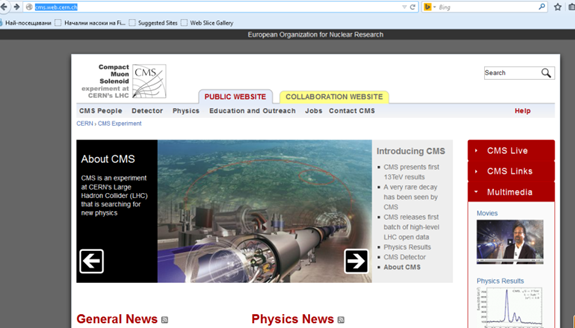 cms.web.cern.ch
Bing
Най-посещавани
Начални насоки на Fi...
Suggested Sites
Web Slice Gallery
European Organization for Nuclear Research
Compact
Muon
Solenoid
experiment at
CERN's LHC
CMS
Search
PUBLIC WEBSITE
COLLABORATION WEBSITE
CMS People
Detector
Physics
Education and Outreach
Jobs
Contact CMS
Help
CERN › CMS Experiment
About CMS
CMS is an experiment
at CERN's Large
Hadron Collider (LHC)
that is searching for
new physics
Introducing CMS
CMS presents first
13TeV results
A very rare decay
has been seen by
CMS
CMS releases first
batch of high-level
LHC open data
Physics Results
CMS Detector
About CMS
CMS Live
CMS Links
Multimedia
Movies
Physics Results
General News
Physics News